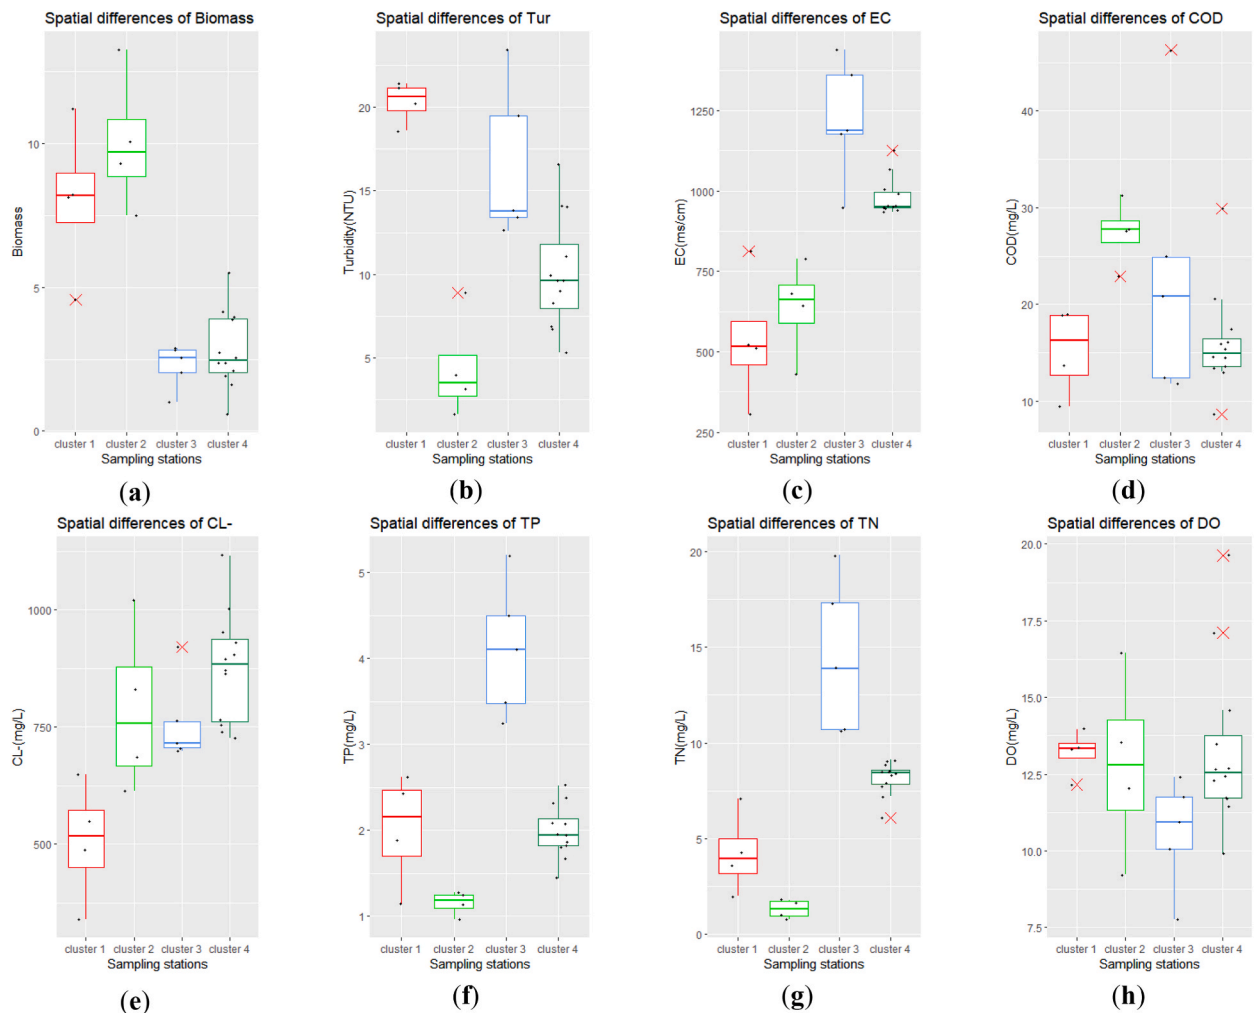 Spatial differences of Biomass
Spatial differences of Tur
Spatial differences of EC
Spatial differences of COD
Biomass
10
5
0
cluster 1 cluster 2 cluster 3 cluster 4
Sampling stations
(a)
Turbidity(NTU)
20
15
10
5
cluster 1 cluster 2 cluster 3 cluster 4
Sampling stations
(b)
EC(ms/cm)
1250
1000
750
500
250
cluster 1 cluster 2 cluster 3 cluster 4
Sampling stations
(c)
COD(mg/L)
40
30
20
10
cluster 1 cluster 2 cluster 3 cluster 4
Sampling stations
(d)
Spatial differences of CL-
Spatial differences of TP
Spatial differences of TN
Spatial differences of DO
CL-(mg/L)
1000
750
500
cluster 1 cluster 2 cluster 3 cluster 4
Sampling stations
(e)
TP(mg/L)
5
4
3
2
1
cluster 1 cluster 2 cluster 3 cluster 4
Sampling stations
(f)
TN(mg/L)
20
15
10
5
0
cluster 1 cluster 2 cluster 3 cluster 4
Sampling stations
(g)
DO(mg/L)
20.0
17.5
15.0
12.5
10.0
7.5
cluster 1 cluster 2 cluster 3 cluster 4
Sampling stations
(h)